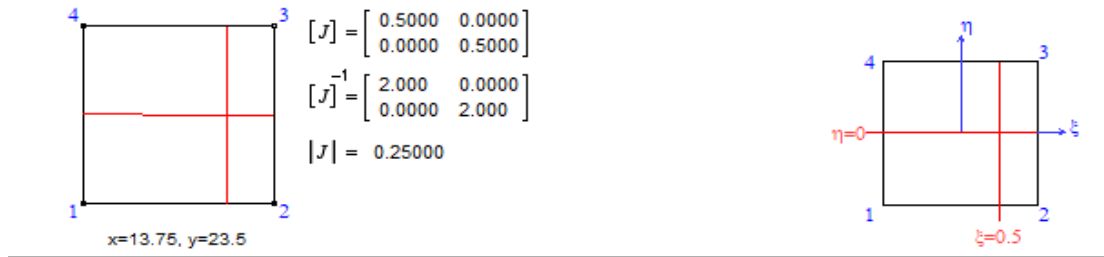 4 3
[J] = [ 0.5000 0.0000
0.0000 0.5000 ]
[J]⁻¹ = [ 2.000 0.0000
0.0000 2.000 ]
|J| = 0.25000
1 2
x=13.75, y=23.5
η
4 3
η=0 ξ
1 2
ξ=0.5